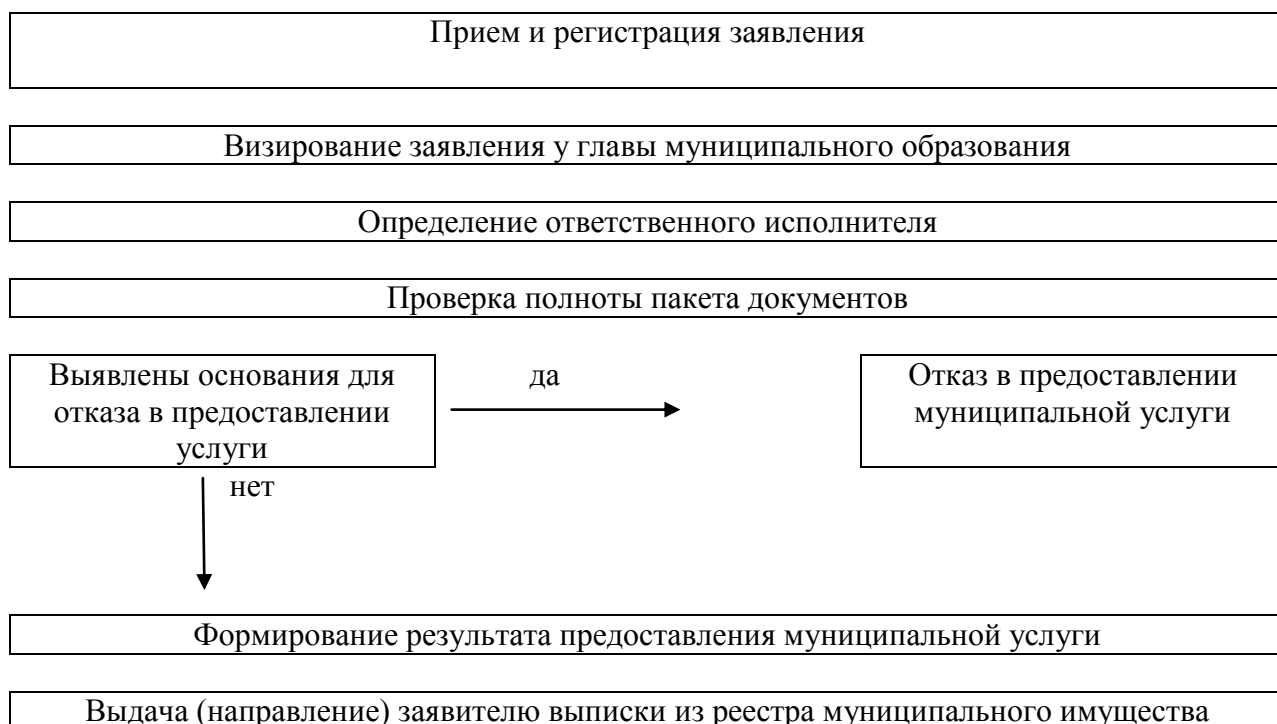 Прием и регистрация заявления
Визирование заявления у главы муниципального образования
Определение ответственного исполнителя
Проверка полноты пакета документов
Выявлены основания для
отказа в предоставлении
услуги
да
Отказ в предоставлении
муниципальной услуги
нет
Формирование результата предоставления муниципальной услуги
Выдача (направление) заявителю выписки из реестра муниципального имущества